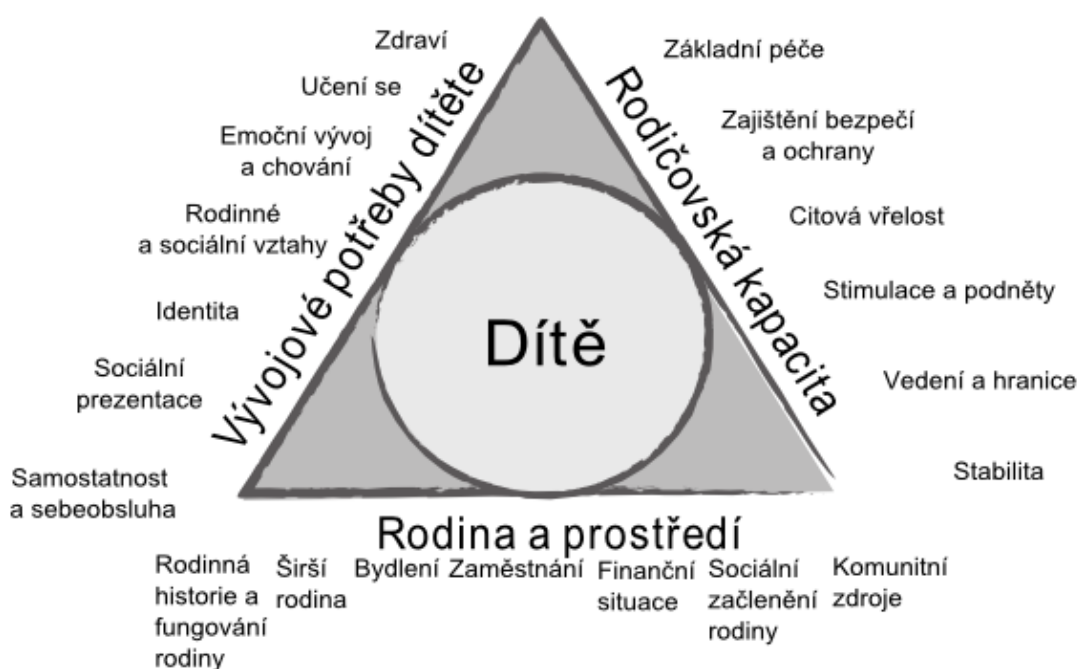 Zdraví
Učení se
Emoční vývoj
a chování
Rodinné
a sociální vztahy
Identita
Sociální
prezentace
Samostatnost
a sebeobsluha
Vývojové potřeby dítěte
Dítě
Rodičovská kapacita
Základní péče
Zajištění bezpečí
a ochrany
Citová vřelost
Stimulace a podněty
Vedení a hranice
Stabilita
Rodina a prostředí
Rodinná
historie a
fungování
rodiny
Širší
rodina
Bydlení
Zaměstnání
Finanční
situace
Sociální
začlenění
rodiny
Komunitní
zdroje